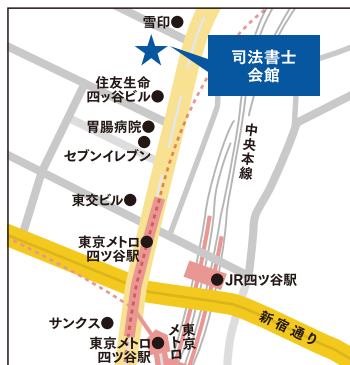 雪印
司法書士
会館
住友生命
四ッ谷ビル
胃腸病院
セブンイレブン
中央本線
東交ビル
東京メトロ
四ツ谷駅
JR四ツ谷駅
新宿通り
サンクス
東京
メトロ
東京メトロ
四ツ谷駅